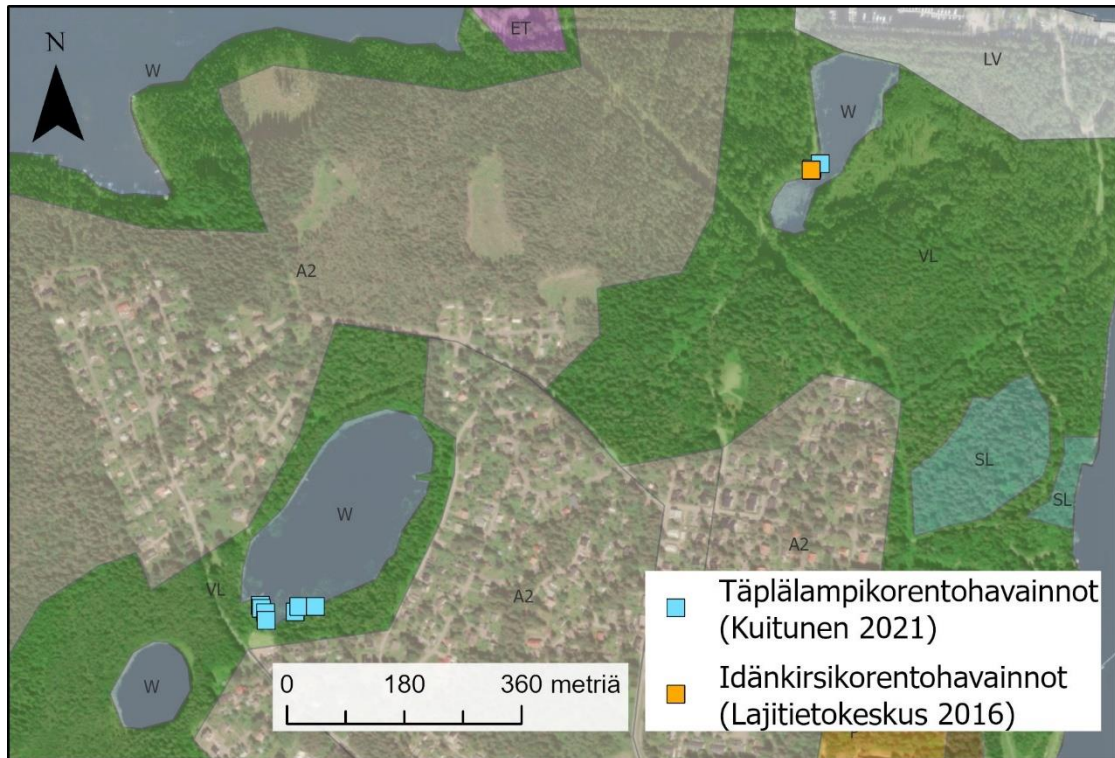 ET
N
W
LV
W
A2
VL
SL
W
SL
A2
VL
A2
W
0 180 360 metriä
Täplälampikorentohavainnot
(Kuitunen 2021)
Idänkirsikorentohavainnot
(Lajitietokeskus 2016)